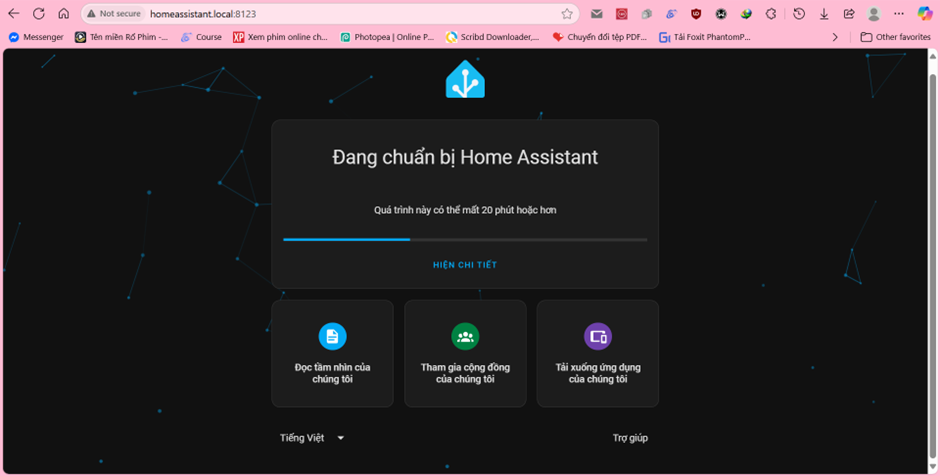 Not secure homeassistant.local:8123
Messenger Tên miền Rổ Phim -... Course Xem phim online ch... Photopea | Online P... Scribd Downloader,... Chuyển đổi tệp PDF... Tải Foxit PhantomP... Other favorites
Đang chuẩn bị Home Assistant
Quá trình này có thể mất 20 phút hoặc hơn
HIỆN CHI TIẾT
Đọc tầm nhìn của
chúng tôi
Tham gia cộng đồng
của chúng tôi
Tải xuống ứng dụng
của chúng tôi
Tiếng Việt Trợ giúp